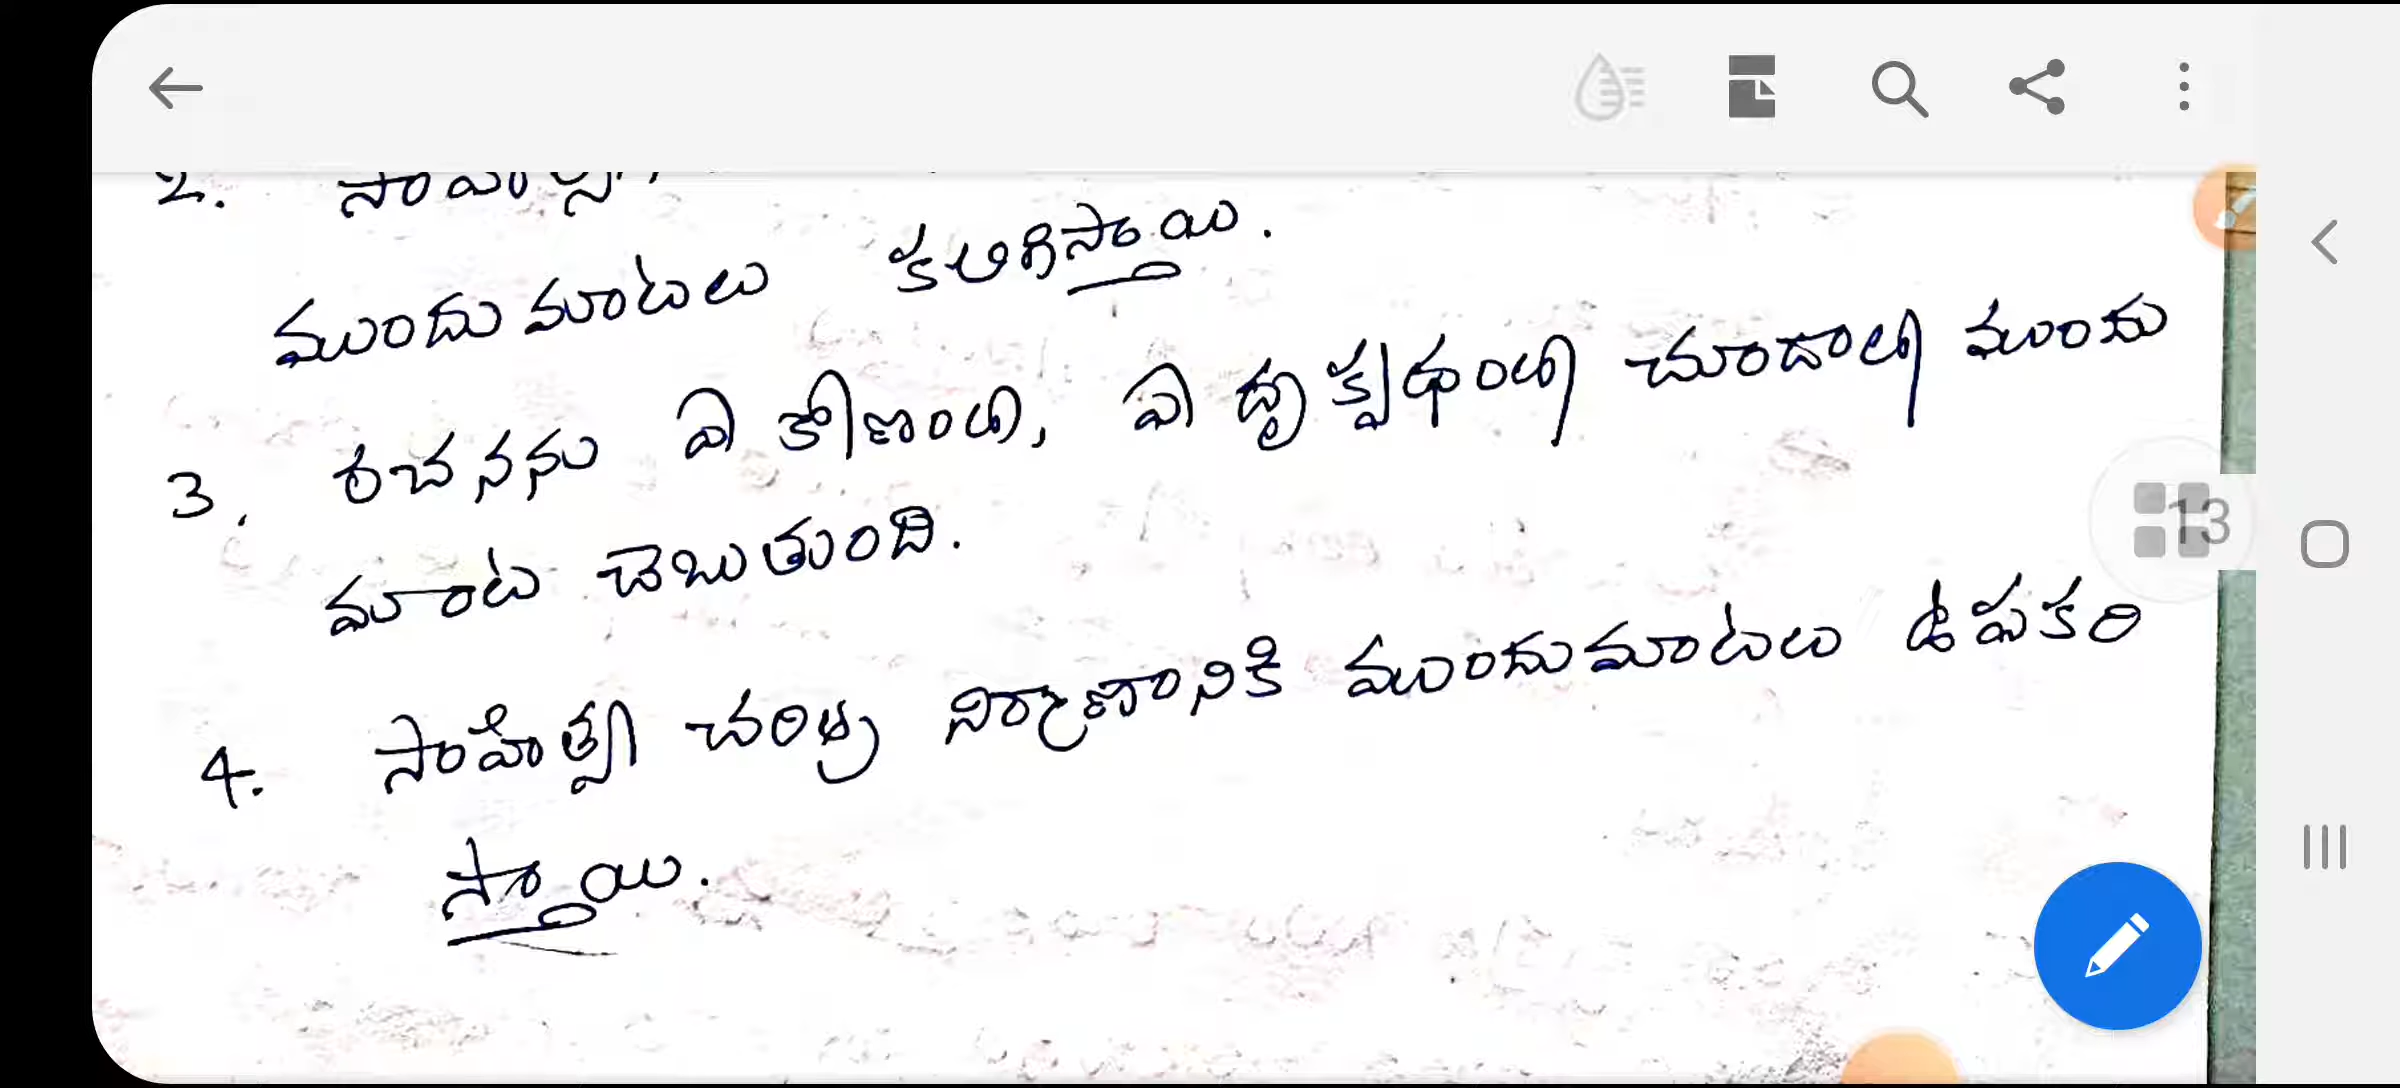 2.
ముందుమాటలు కలిగిస్తాయి.
3. రచనను ఏ కోణంలో, ఏ దృక్పథంలో చూడాలో ముందు
మాట చెబుతుంది.
4. సాహిత్య చరిత్ర నిర్మాణానికి ముందుమాటలు ఉపకరి
స్తాయి.
13